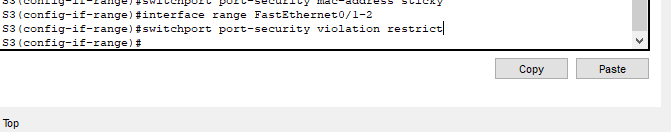 S3(config-if-range)#switchport port-security mac-address sticky
S3(config-if-range)#interface range FastEthernet0/1-2
S3(config-if-range)#switchport port-security violation restrict
S3(config-if-range)#
Copy
Paste
Top